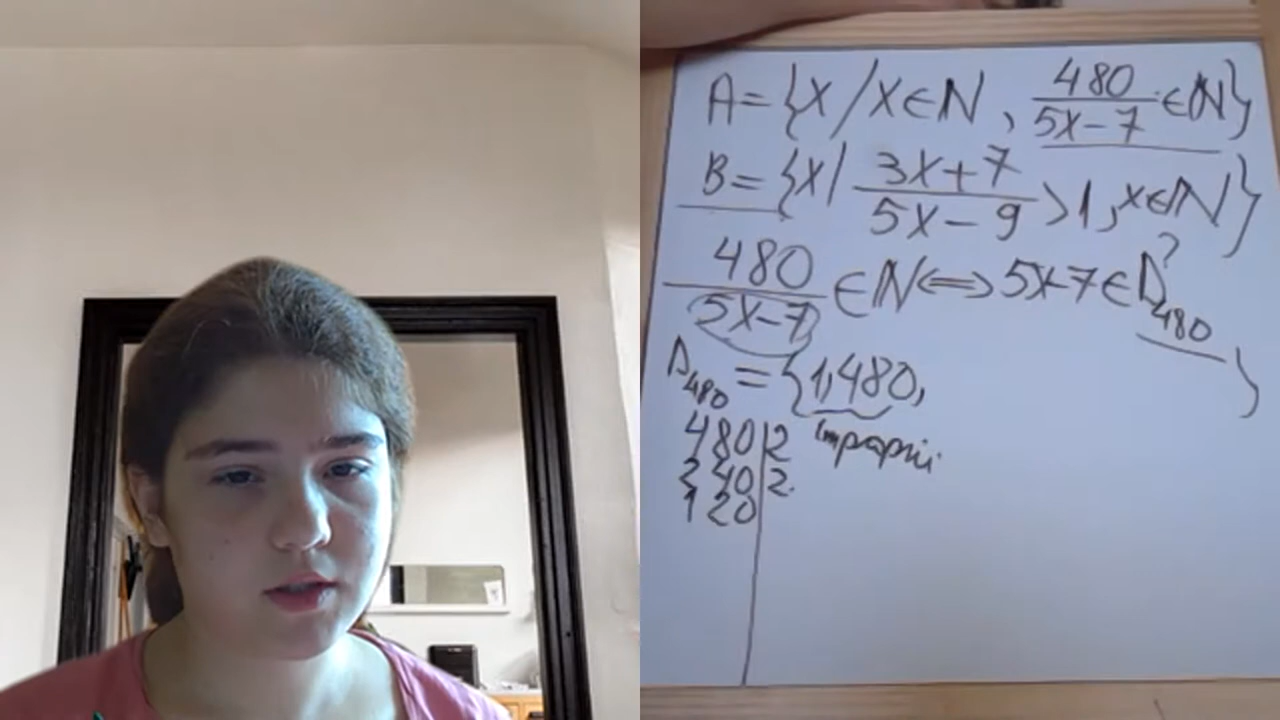 A={x/x∈N, 480/(5x-7)∈N}
B={x| (3x+7)/(5x-9)>1, x∈N}
480/(5x-7)∈N⟺5x-7∈D₄₈₀?
D₄₈₀={1,480, }
improprii
480|2
240|2
120